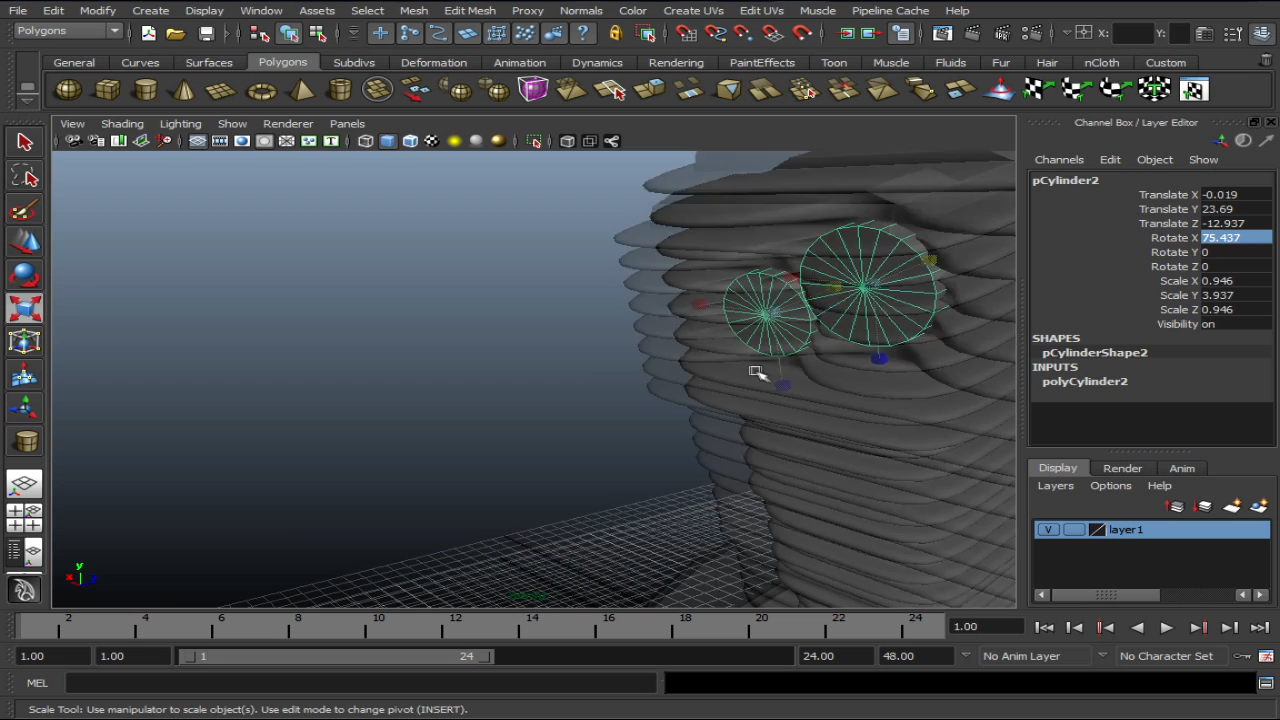 File Edit Modify Create Display Window Assets Select Mesh Edit Mesh Proxy Normals Color Create UVs Edit UVs Muscle Pipeline Cache Help
Polygons X: Y:
General Curves Surfaces Polygons Subdivs Deformation Animation Dynamics Rendering PaintEffects Toon Muscle Fluids Fur Hair nCloth Custom
View Shading Lighting Show Renderer Panels
Channel Box / Layer Editor
Channels Edit Object Show
pCylinder2
Translate X -0.019
Translate Y 23.69
Translate Z -12.937
Rotate X 75.437
Rotate Y 0
Rotate Z 0
Scale X 0.946
Scale Y 3.937
Scale Z 0.946
Visibility on
SHAPES
pCylinderShape2
INPUTS
polyCylinder2
Display Render Anim
Layers Options Help
V layer1
y
x
2 4 6 8 10 12 14 16 18 20 22 24 1.00
1.00 1.00 1 24 24.00 48.00 No Anim Layer No Character Set
MEL
Scale Tool: Use manipulator to scale object(s). Use edit mode to change pivot (INSERT).